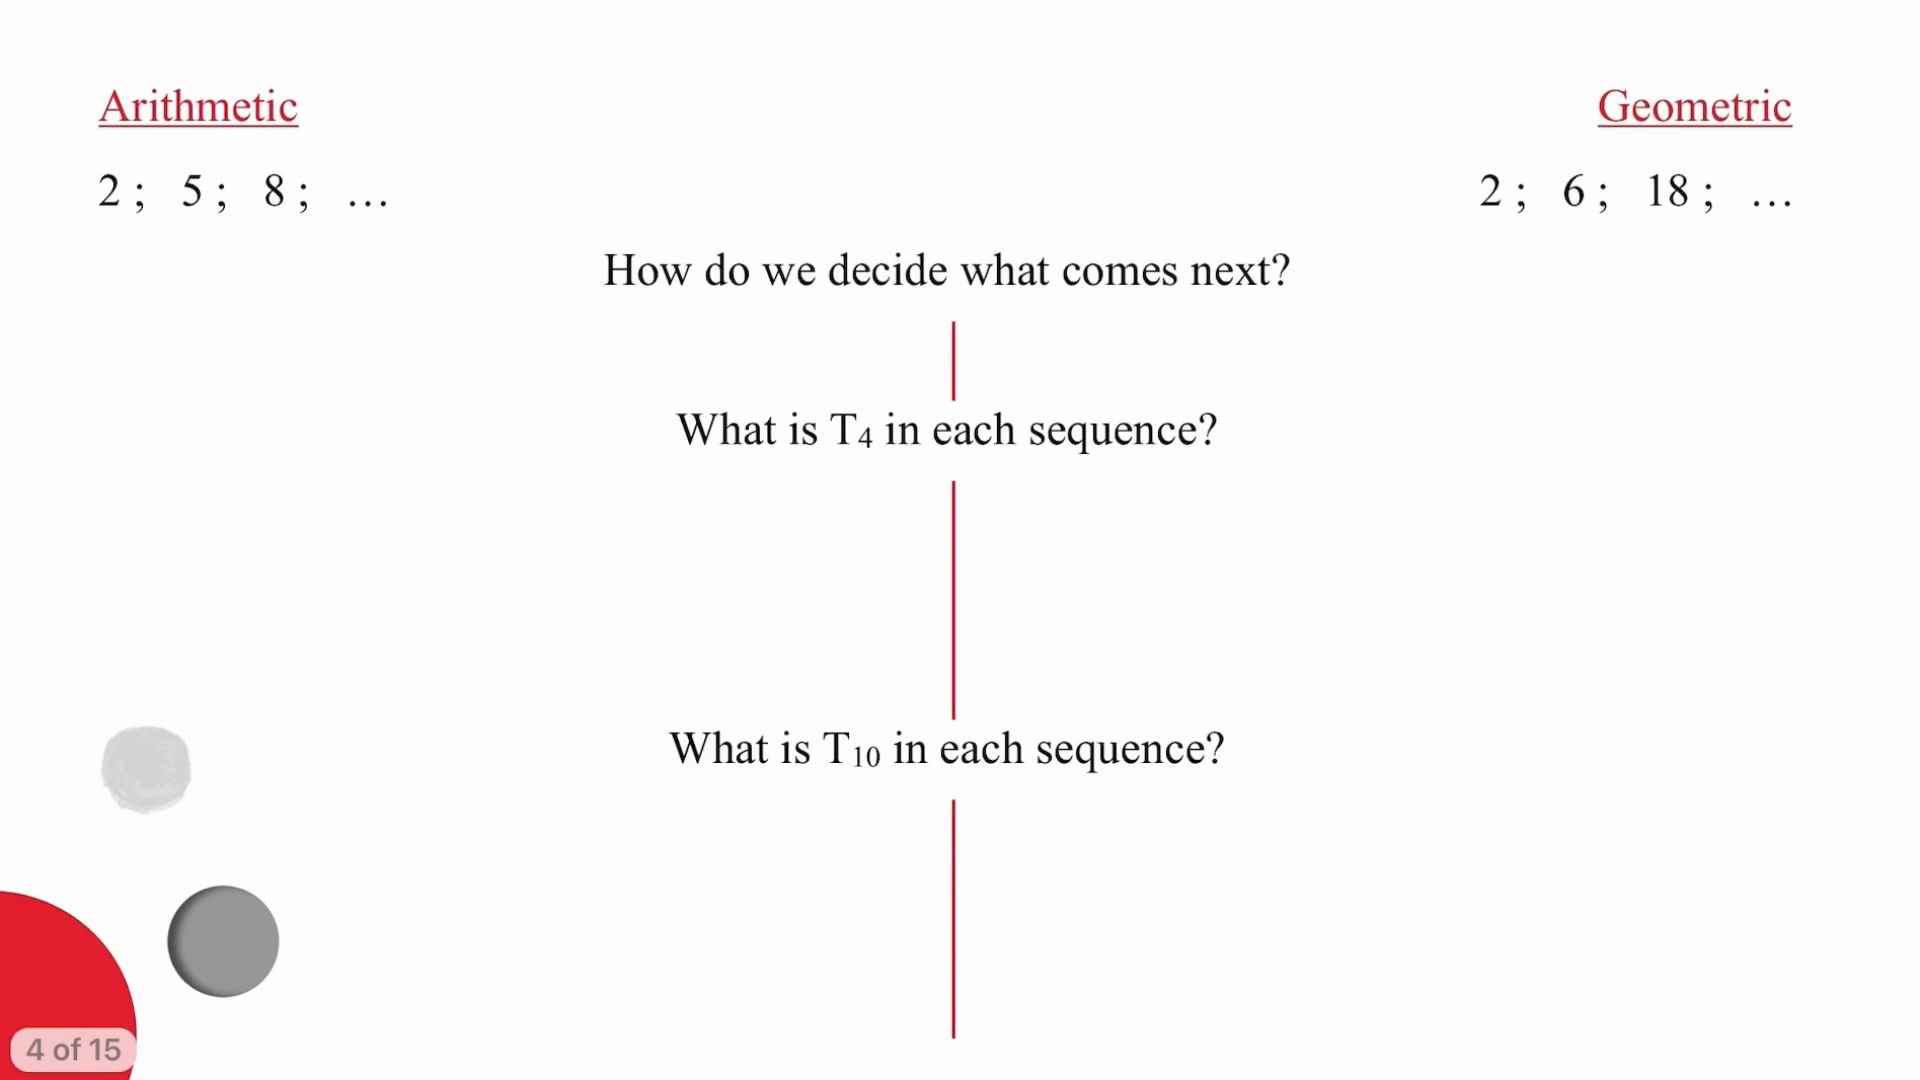 Arithmetic
Geometric
2 ; 5 ; 8 ; …
2 ; 6 ; 18 ; …
How do we decide what comes next?
What is T₄ in each sequence?
What is T₁₀ in each sequence?
4 of 15